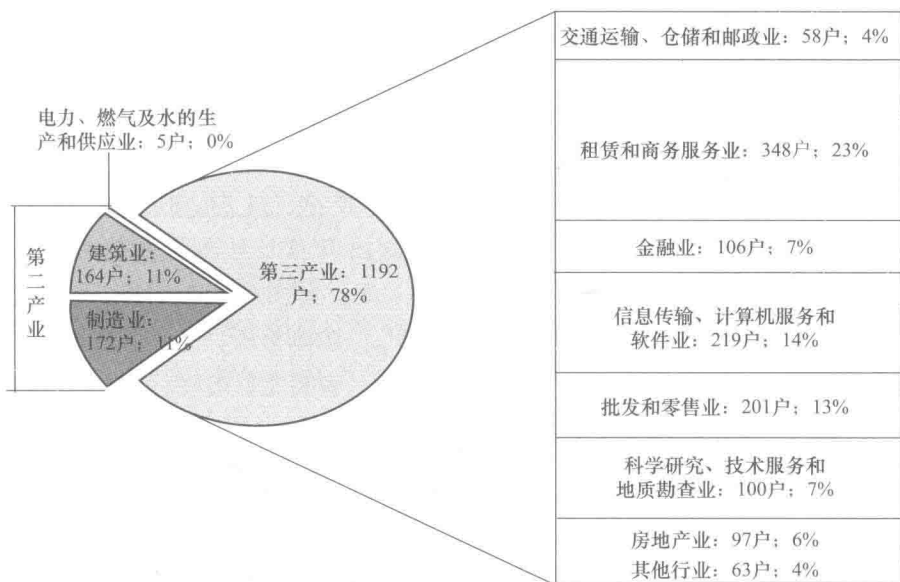 电力、燃气及水的生
产和供应业：5户；0%
第二产业
建筑业：
164户；11%
制造业：
172户；11%
第三产业：1192
户；78%
交通运输、仓储和邮政业：58户；4%
租赁和商务服务业：348户；23%
金融业：106户；7%
信息传输、计算机服务和
软件业：219户；14%
批发和零售业：201户；13%
科学研究、技术服务和
地质勘查业：100户；7%
房地产业：97户；6%
其他行业：63户；4%